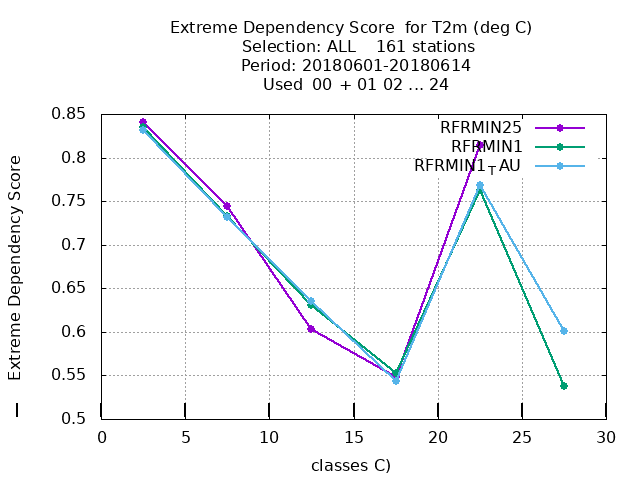 Extreme Dependency Score  for T2m (deg C)
Selection: ALL    161 stations
Period: 20180601-20180614
Used  00  + 01 02 ... 24
RFRMIN25
RFRMIN1
RFRMIN1TAU
0.85
0.8
0.75
0.7
0.65
0.6
0.55
0.5
Extreme Dependency Score
0 5 10 15 20 25 30
classes C)